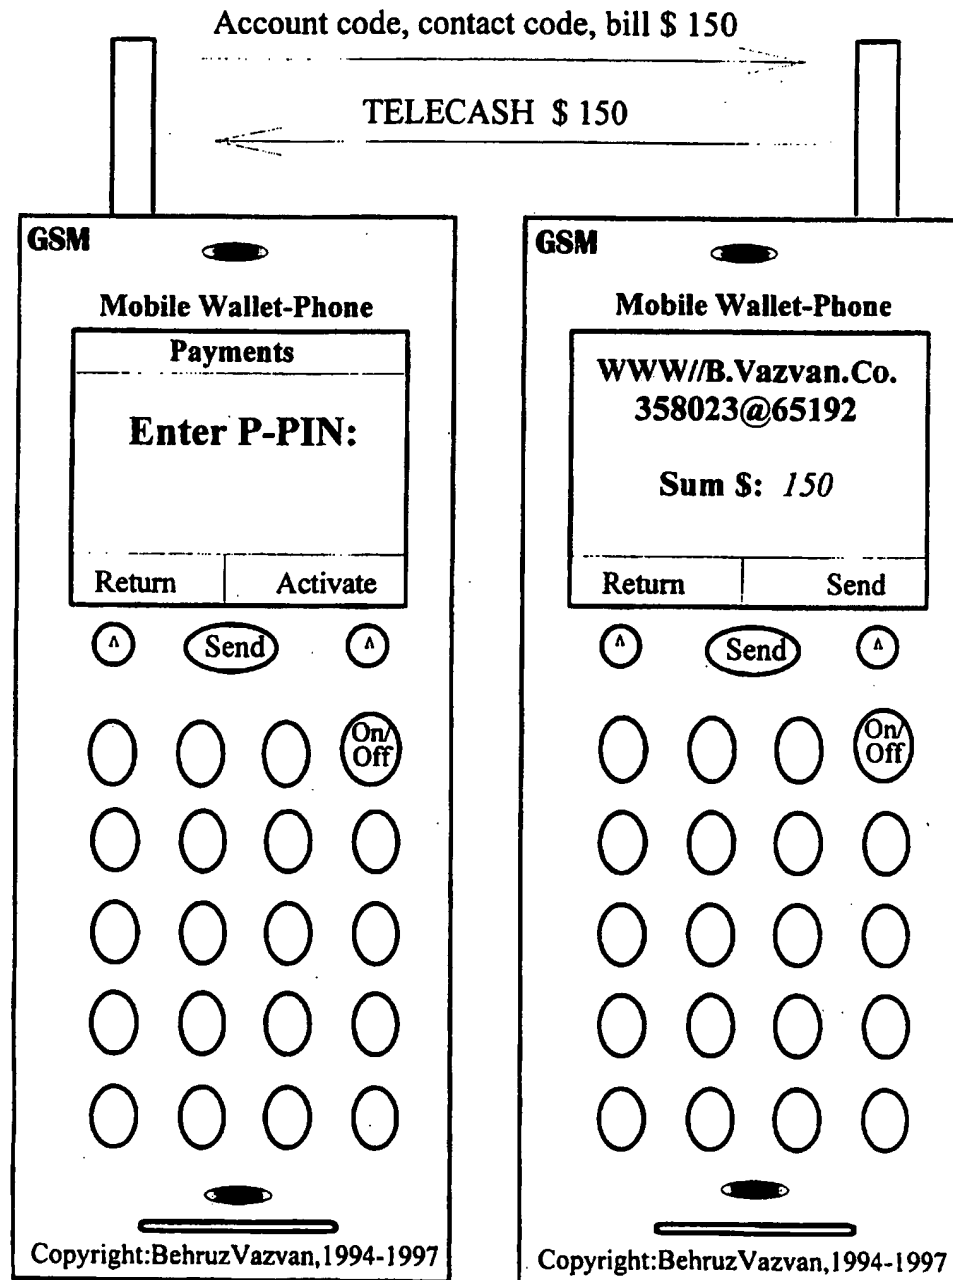 Account code, contact code, bill $ 150
TELECASH $ 150
GSM
Mobile Wallet-Phone
Payments
Enter P-PIN:
Return Activate
^ Send ^
On/
Off
Copyright:BehruzVazvan,1994-1997
GSM
Mobile Wallet-Phone
WWW//B.Vazvan.Co.
358023@65192
Sum $: 150
Return Send
^ Send ^
On/
Off
Copyright:BehruzVazvan,1994-1997